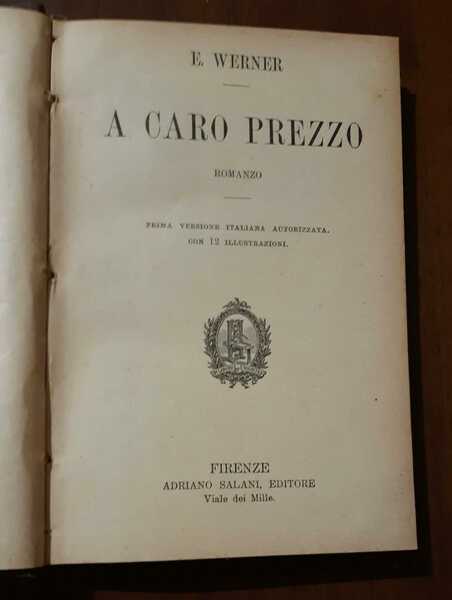 E. WERNER
A CARO PREZZO
ROMANZO
PRIMA VERSIONE ITALIANA AUTORIZZATA.
CON 12 ILLUSTRAZIONI.
FIRENZE
ADRIANO SALANI, EDITORE
Viale dei Mille.